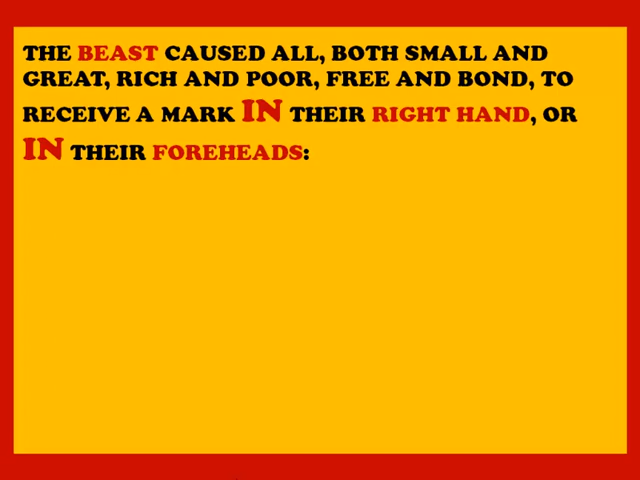 THE BEAST CAUSED ALL, BOTH SMALL AND
GREAT, RICH AND POOR, FREE AND BOND, TO
RECEIVE A MARK IN THEIR RIGHT HAND, OR
IN THEIR FOREHEADS: